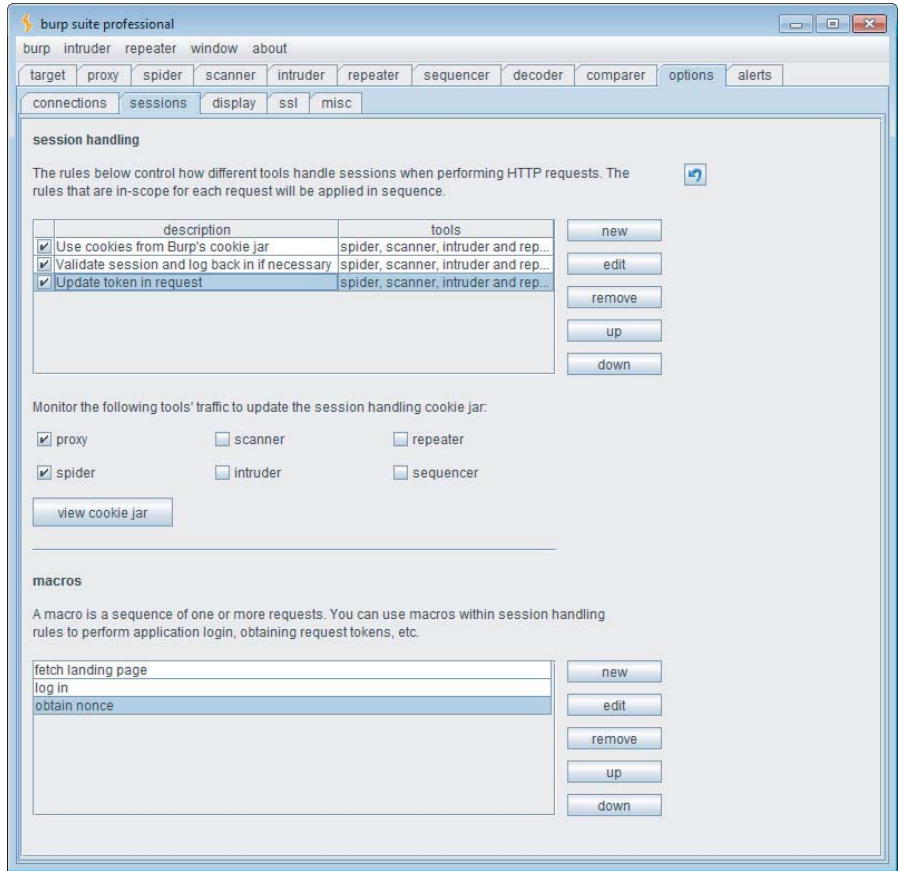 burp suite professional
burp intruder repeater window about
target proxy spider scanner intruder repeater sequencer decoder comparer options alerts
connections sessions display ssl misc
session handling
The rules below control how different tools handle sessions when performing HTTP requests. The
rules that are in-scope for each request will be applied in sequence.
description tools
Use cookies from Burp's cookie jar spider, scanner, intruder and rep...
Validate session and log back in if necessary spider, scanner, intruder and rep...
Update token in request spider, scanner, intruder and rep...
new
edit
remove
up
down
Monitor the following tools' traffic to update the session handling cookie jar:
proxy scanner repeater
spider intruder sequencer
view cookie jar
macros
A macro is a sequence of one or more requests. You can use macros within session handling
rules to perform application login, obtaining request tokens, etc.
fetch landing page
log in
obtain nonce
new
edit
remove
up
down